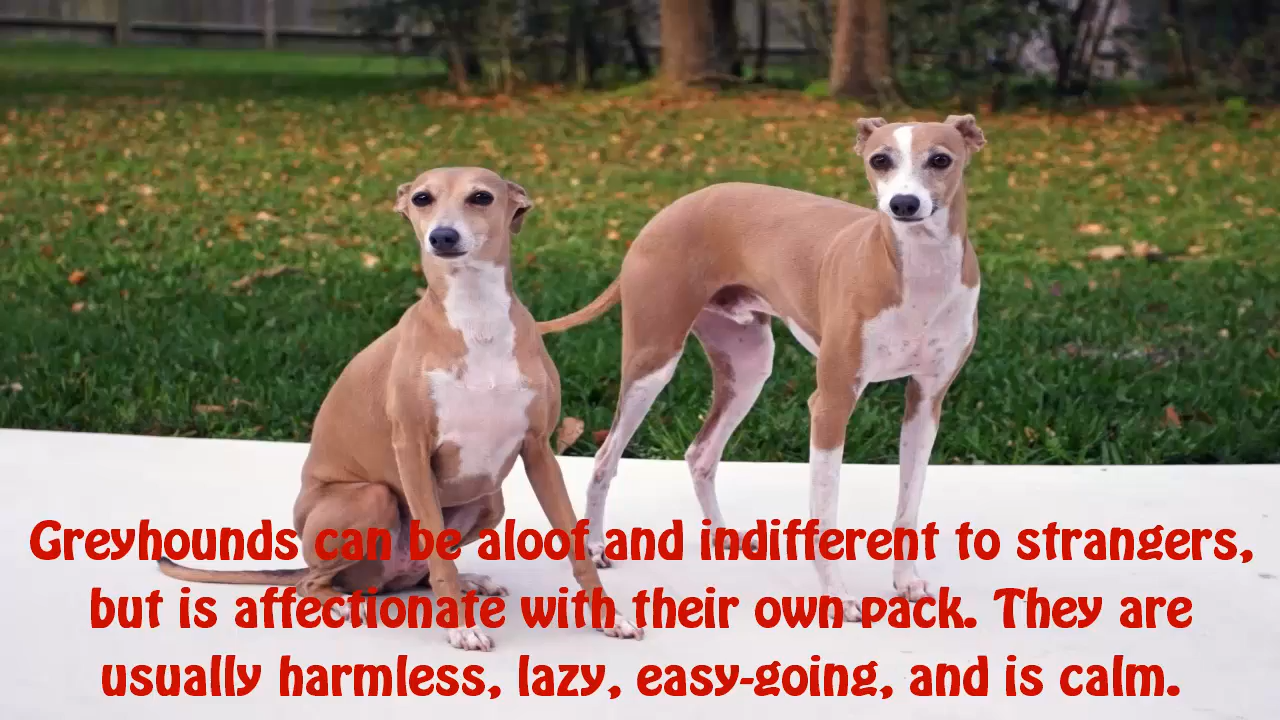 Greyhounds can be aloof and indifferent to strangers,
but is affectionate with their own pack. They are
usually harmless, lazy, easy-going, and is calm.